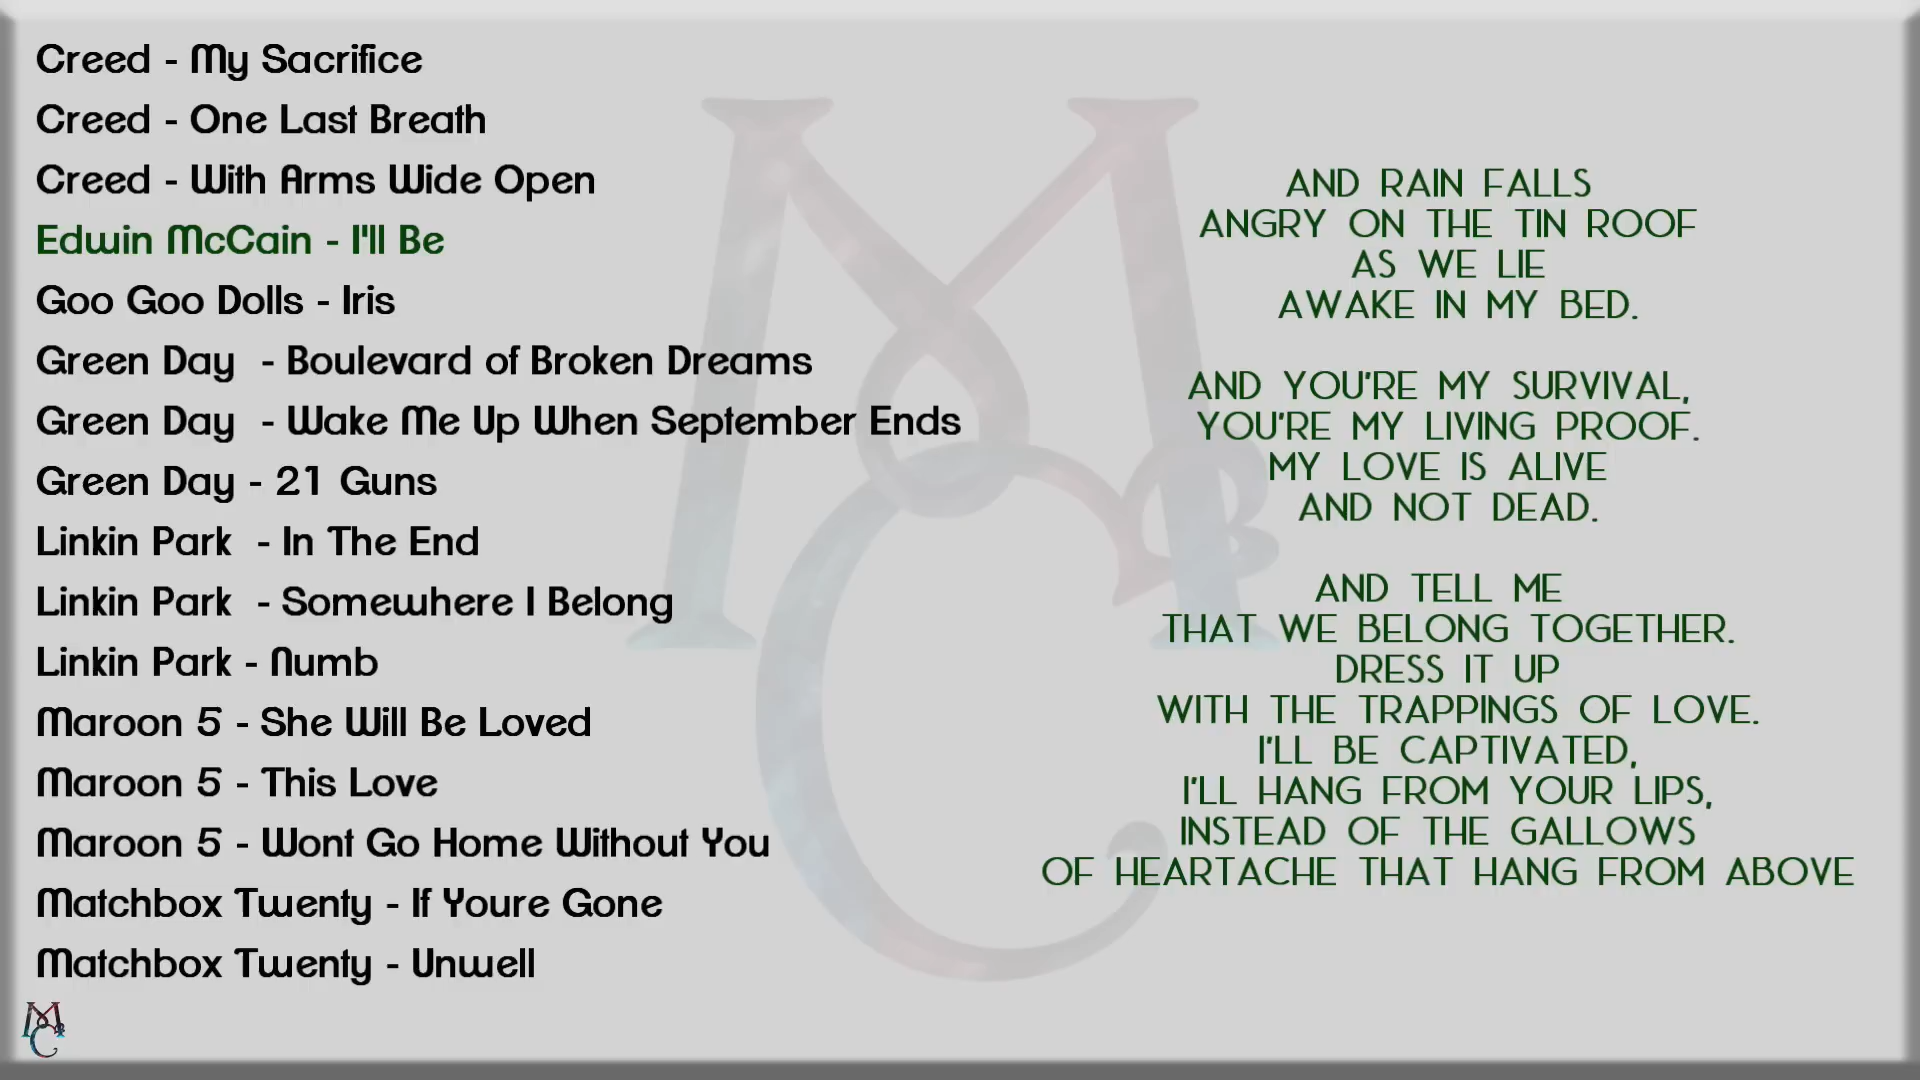 Creed - My Sacrifice
Creed - One Last Breath
Creed - With Arms Wide Open
Edwin McCain - I'll Be
Goo Goo Dolls - Iris
Green Day  - Boulevard of Broken Dreams
Green Day  - Wake Me Up When September Ends
Green Day - 21 Guns
Linkin Park  - In The End
Linkin Park  - Somewhere I Belong
Linkin Park - Numb
Maroon 5 - She Will Be Loved
Maroon 5 - This Love
Maroon 5 - Wont Go Home Without You
Matchbox Twenty - If Youre Gone
Matchbox Twenty - Unwell
AND RAIN FALLS
ANGRY ON THE TIN ROOF
AS WE LIE
AWAKE IN MY BED.
AND YOU'RE MY SURVIVAL,
YOU'RE MY LIVING PROOF.
MY LOVE IS ALIVE
AND NOT DEAD.
AND TELL ME
THAT WE BELONG TOGETHER.
DRESS IT UP
WITH THE TRAPPINGS OF LOVE.
I'LL BE CAPTIVATED,
I'LL HANG FROM YOUR LIPS,
INSTEAD OF THE GALLOWS
OF HEARTACHE THAT HANG FROM ABOVE